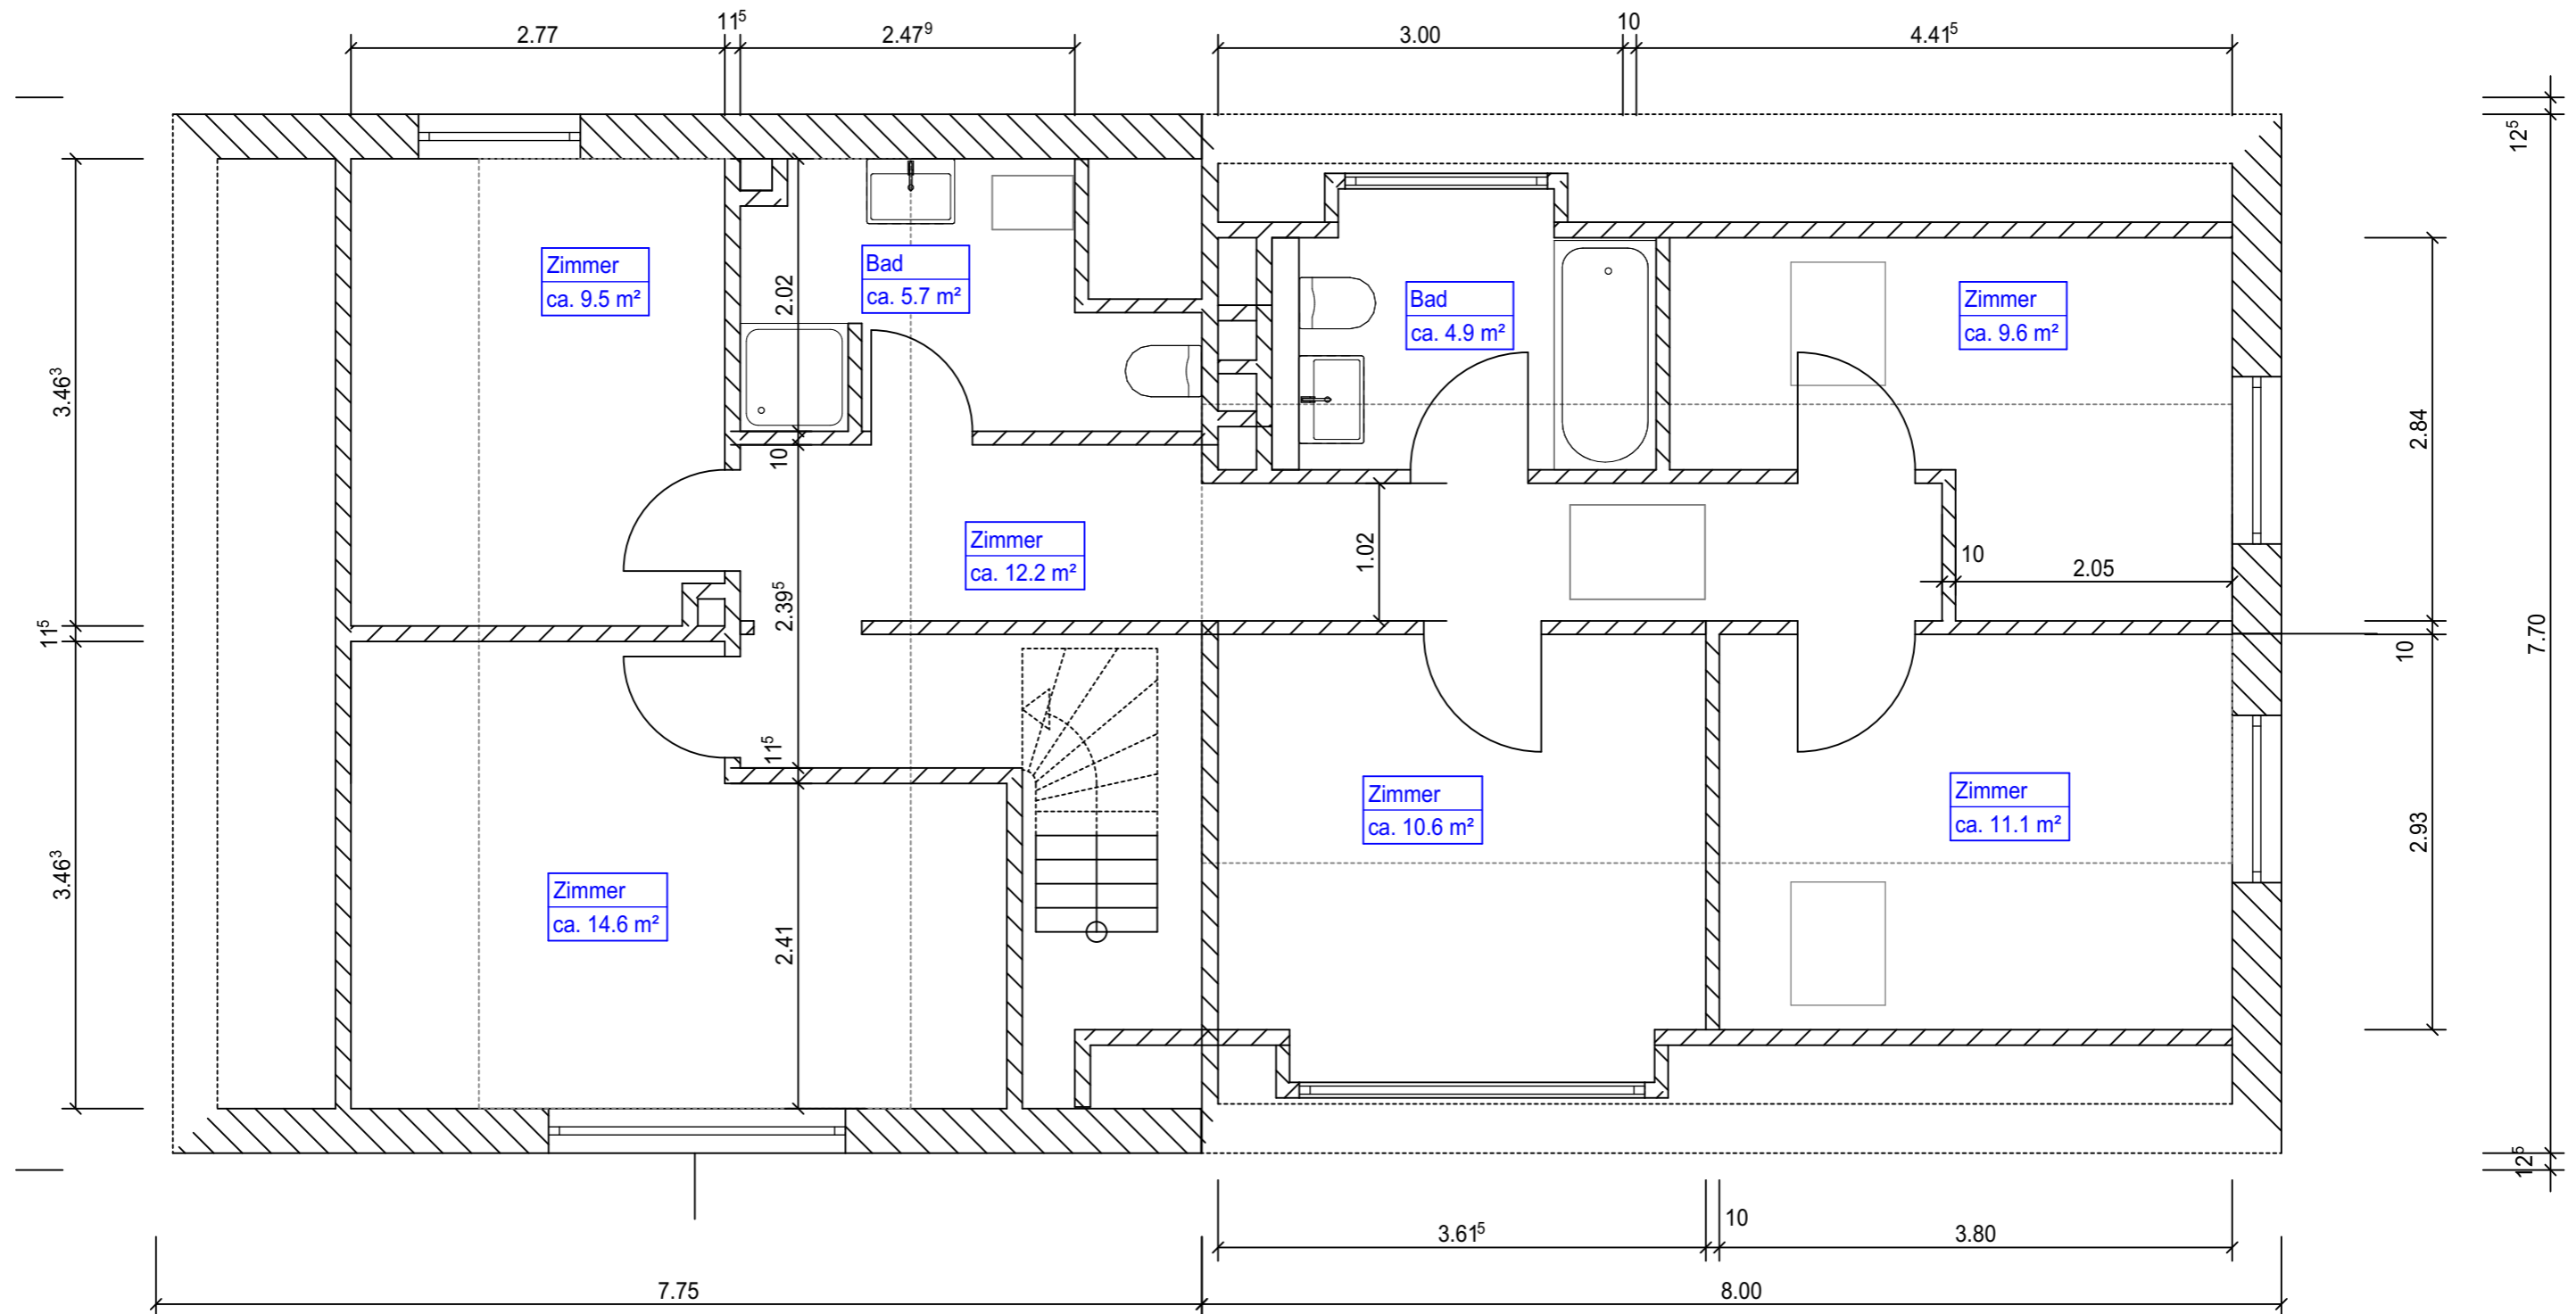 2.77
11⁵
2.47⁹
3.00
10
4.41⁵
12⁵
Zimmer
ca. 9.5 m²
Bad
ca. 5.7 m²
2.02
Bad
ca. 4.9 m²
Zimmer
ca. 9.6 m²
3.46³
2.84
10
Zimmer
ca. 12.2 m²
1.02
10
2.05
2.39⁵
11⁵
10
7.70
11⁵
Zimmer
ca. 10.6 m²
Zimmer
ca. 11.1 m²
2.93
3.46³
Zimmer
ca. 14.6 m²
2.41
12⁵
3.61⁵
10
3.80
7.75
8.00